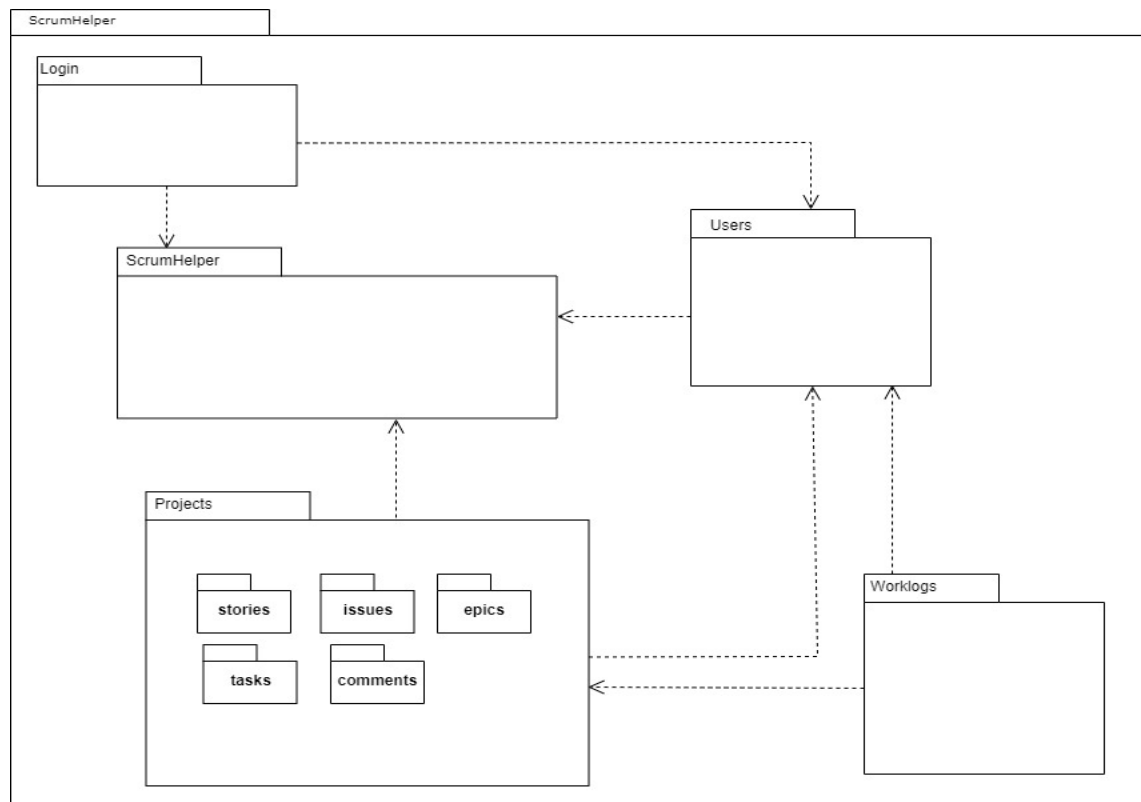 ScrumHelper
Login
Users
ScrumHelper
Projects
stories
issues
epics
tasks
comments
Worklogs